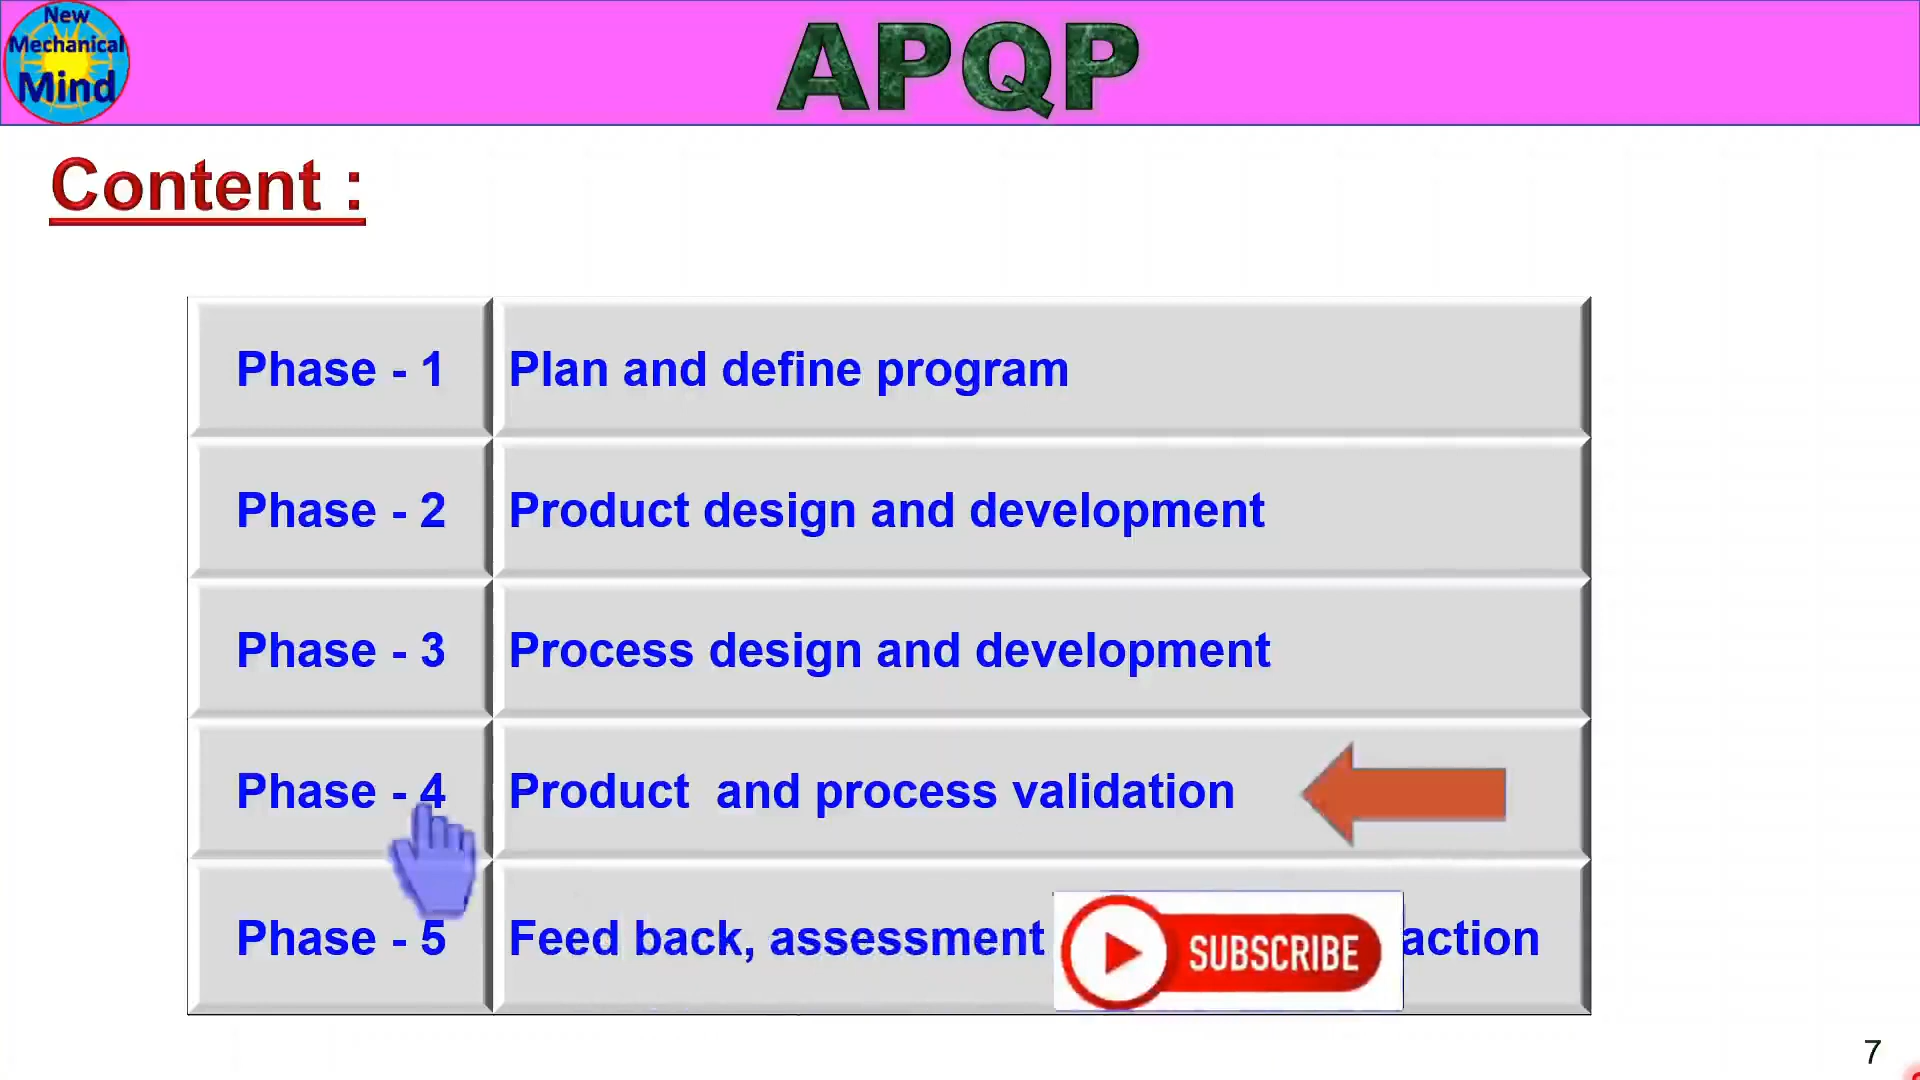 New
Mechanical
Mind
APQP
Content :
Phase - 1 Plan and define program
Phase - 2 Product design and development
Phase - 3 Process design and development
Phase - 4 Product and process validation
Phase - 5 Feed back, assessment action
SUBSCRIBE
7